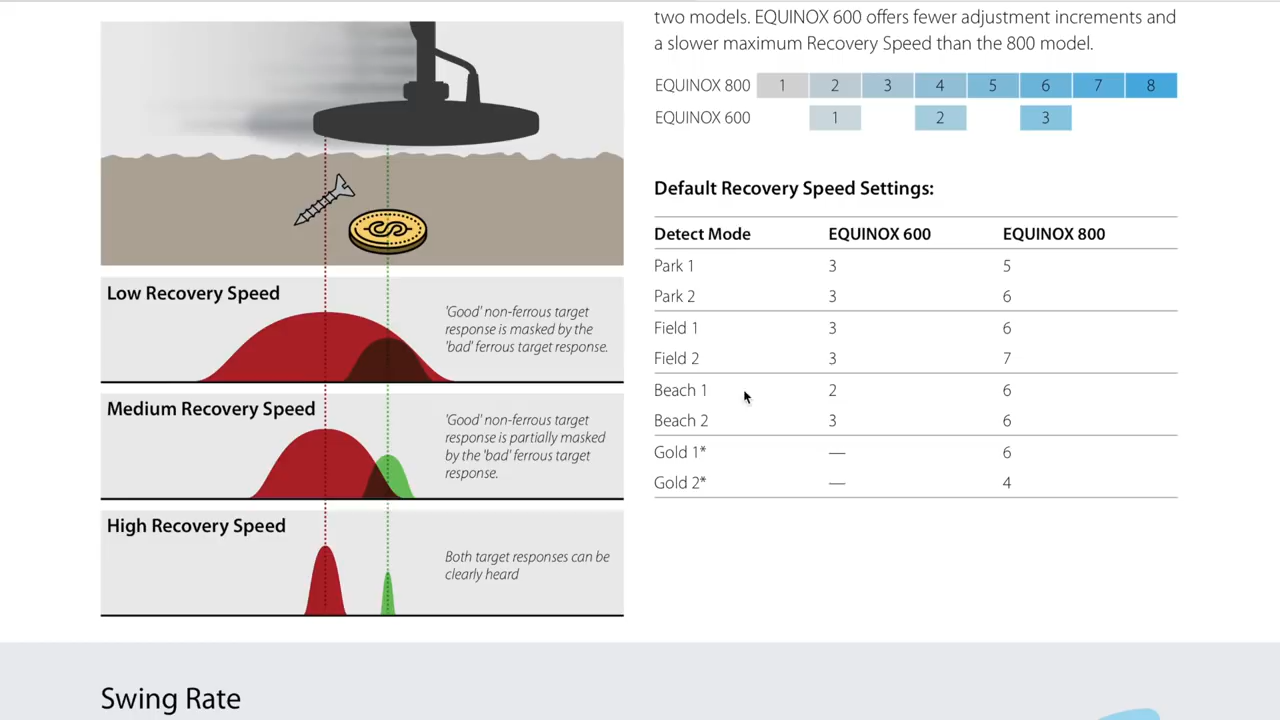 two models. EQUINOX 600 offers fewer adjustment increments and
a slower maximum Recovery Speed than the 800 model.
EQUINOX 800 1 2 3 4 5 6 7 8
EQUINOX 600 1 2 3
Default Recovery Speed Settings:
Detect Mode EQUINOX 600 EQUINOX 800
Park 1 3 5
Park 2 3 6
Field 1 3 6
Field 2 3 7
Beach 1 2 6
Beach 2 3 6
Gold 1* — 6
Gold 2* — 4
Low Recovery Speed
'Good' non-ferrous target
response is masked by the
'bad' ferrous target response.
Medium Recovery Speed
'Good' non-ferrous target
response is partially masked
by the 'bad' ferrous target
response.
High Recovery Speed
Both target responses can be
clearly heard
Swing Rate